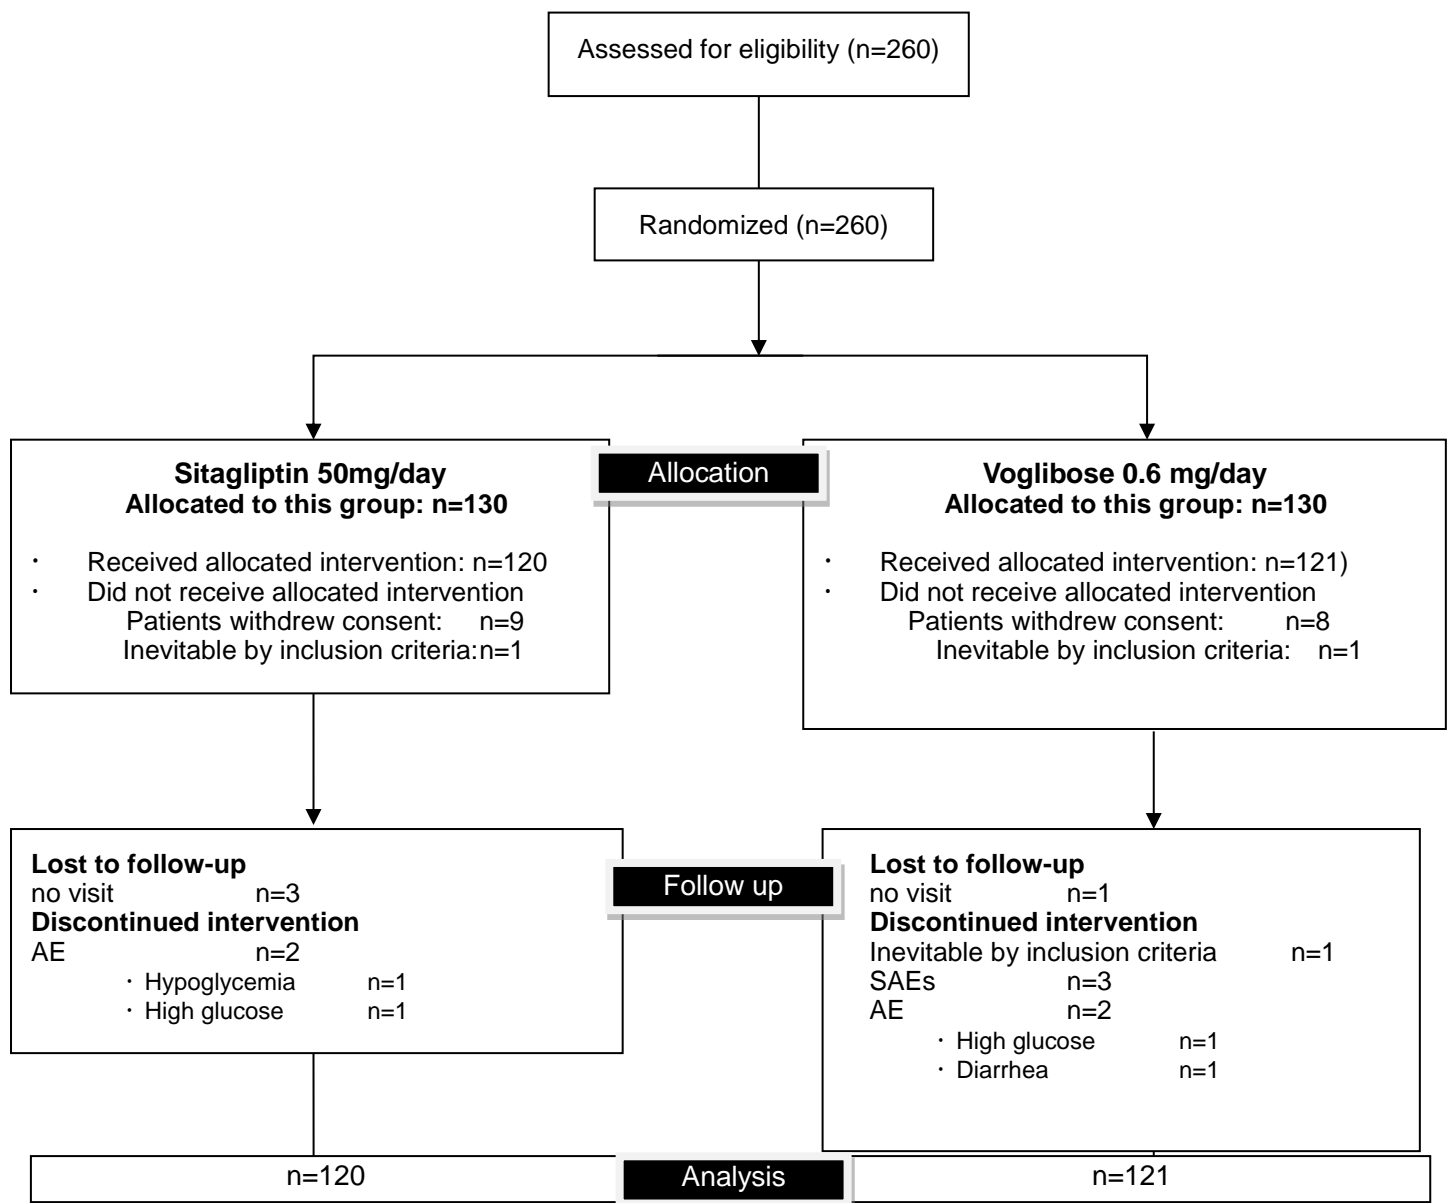 Assessed for eligibility (n=260)
Randomized (n=260)
Allocation
Sitagliptin 50mg/day
Allocated to this group: n=130
· Received allocated intervention: n=120
· Did not receive allocated intervention
Patients withdrew consent: n=9
Inevitable by inclusion criteria:n=1
Voglibose 0.6 mg/day
Allocated to this group: n=130
· Received allocated intervention: n=121)
· Did not receive allocated intervention
Patients withdrew consent: n=8
Inevitable by inclusion criteria: n=1
Follow up
Lost to follow-up
no visit n=3
Discontinued intervention
AE n=2
· Hypoglycemia n=1
· High glucose n=1
Lost to follow-up
no visit n=1
Discontinued intervention
Inevitable by inclusion criteria n=1
SAEs n=3
AE n=2
· High glucose n=1
· Diarrhea n=1
n=120
Analysis
n=121